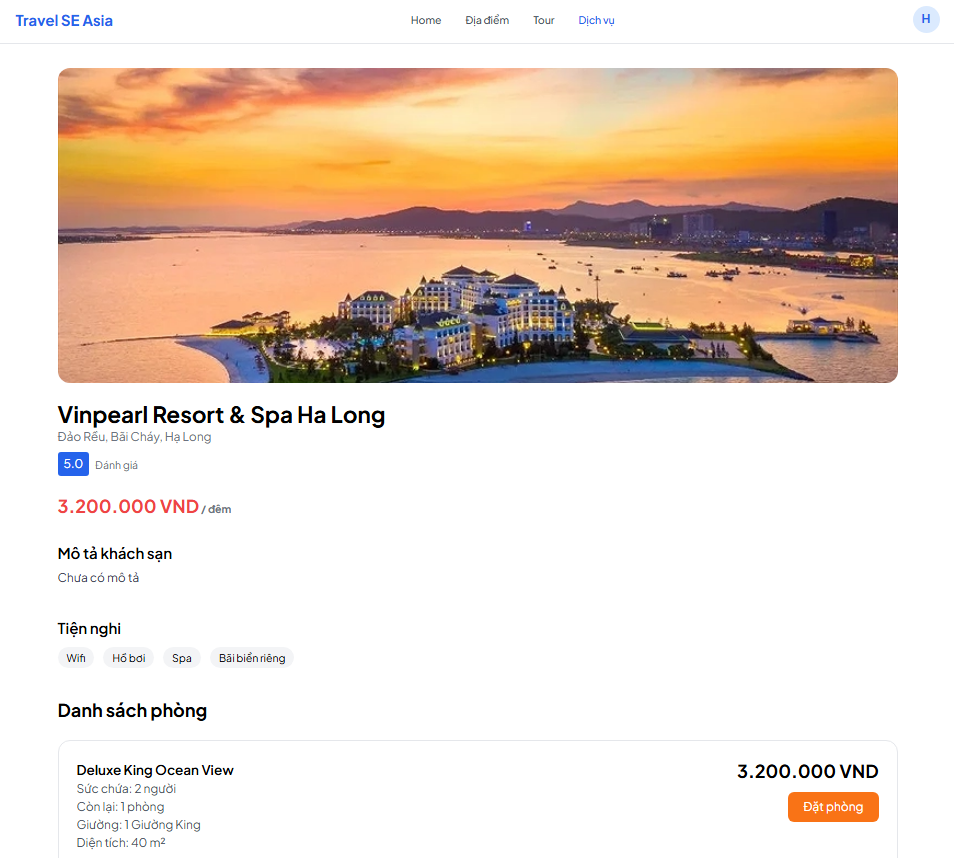 Travel SE Asia
Home Địa điểm Tour Dịch vụ
H
Vinpearl Resort & Spa Ha Long
Đảo Rều, Bãi Cháy, Hạ Long
5.0 Đánh giá
3.200.000 VND / đêm
Mô tả khách sạn
Chưa có mô tả
Tiện nghi
Wifi Hồ bơi Spa Bãi biển riêng
Danh sách phòng
Deluxe King Ocean View
3.200.000 VND
Sức chứa: 2 người
Còn lại: 1 phòng
Đặt phòng
Giường: 1 Giường King
Diện tích: 40 m²